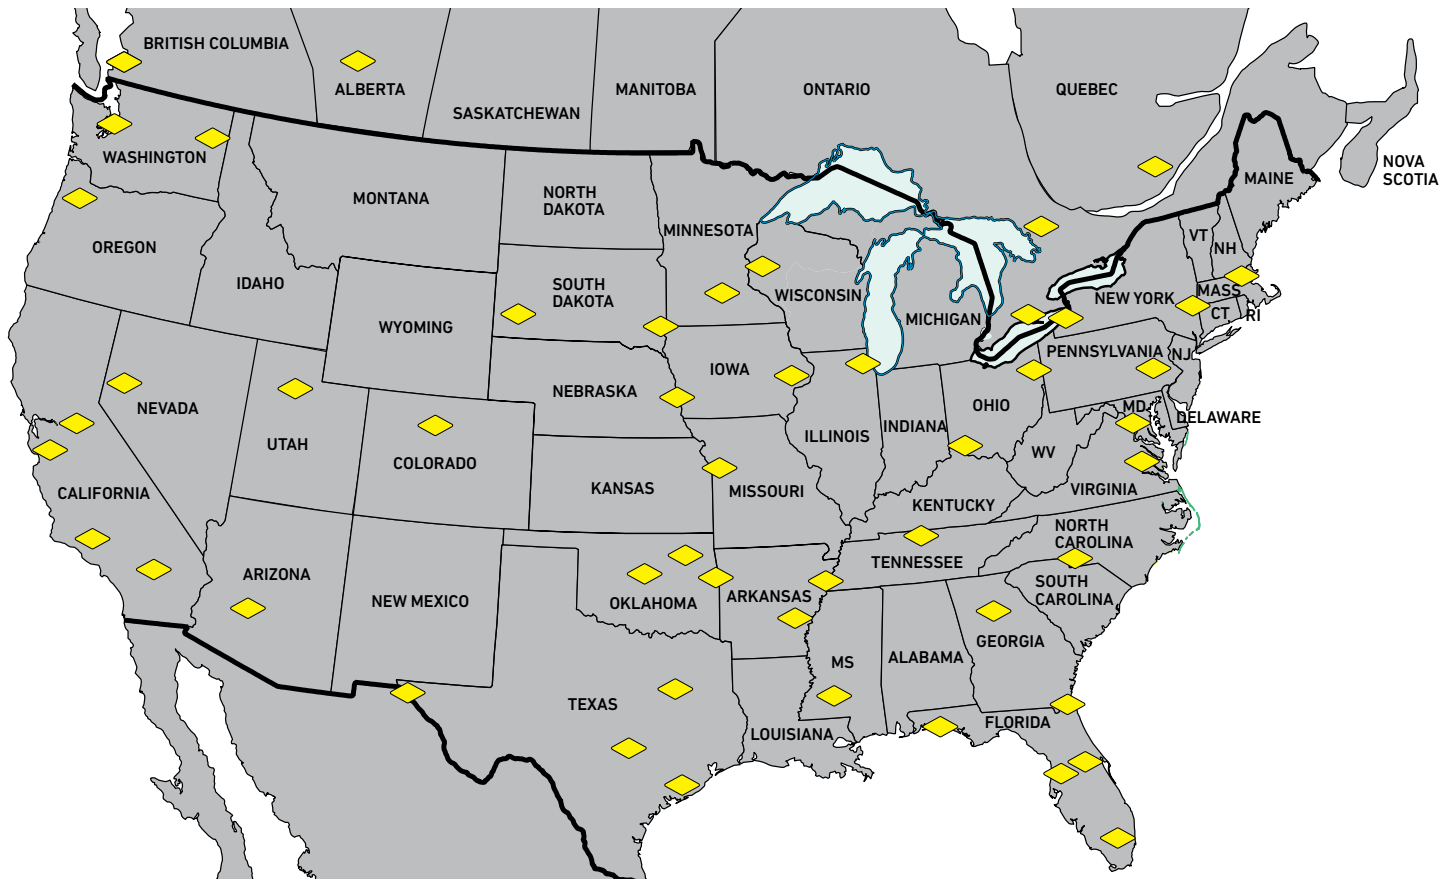 BRITISH COLUMBIA
ALBERTA
SASKATCHEWAN
MANITOBA
ONTARIO
QUEBEC
NOVA
SCOTIA
WASHINGTON
MONTANA
NORTH
DAKOTA
MINNESOTA
MAINE
VT
NH
OREGON
IDAHO
SOUTH
DAKOTA
WISCONSIN
MICHIGAN
NEW YORK
MASS
CT
RI
WYOMING
IOWA
PENNSYLVANIA
NJ
NEVADA
NEBRASKA
OHIO
MD
DELAWARE
UTAH
COLORADO
ILLINOIS
INDIANA
WV
CALIFORNIA
KANSAS
MISSOURI
KENTUCKY
VIRGINIA
NORTH
CAROLINA
TENNESSEE
ARIZONA
NEW MEXICO
OKLAHOMA
ARKANSAS
SOUTH
CAROLINA
GEORGIA
MS
ALABAMA
TEXAS
LOUISIANA
FLORIDA